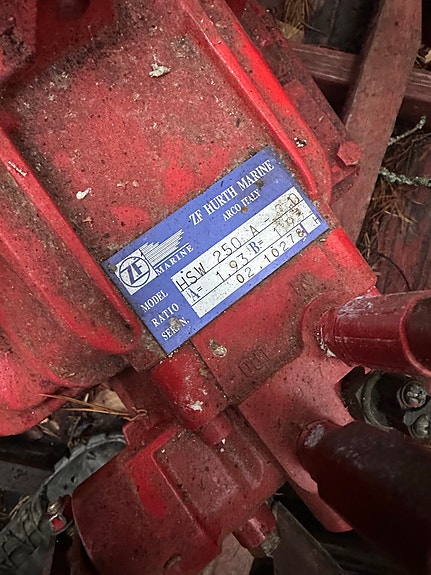 ZF HURTH MARINE
ARCO ITALY
ZF
MARINE
MODEL HSW 250 A D
RATIO A= 1.93 B=
SER.N. 02.10278